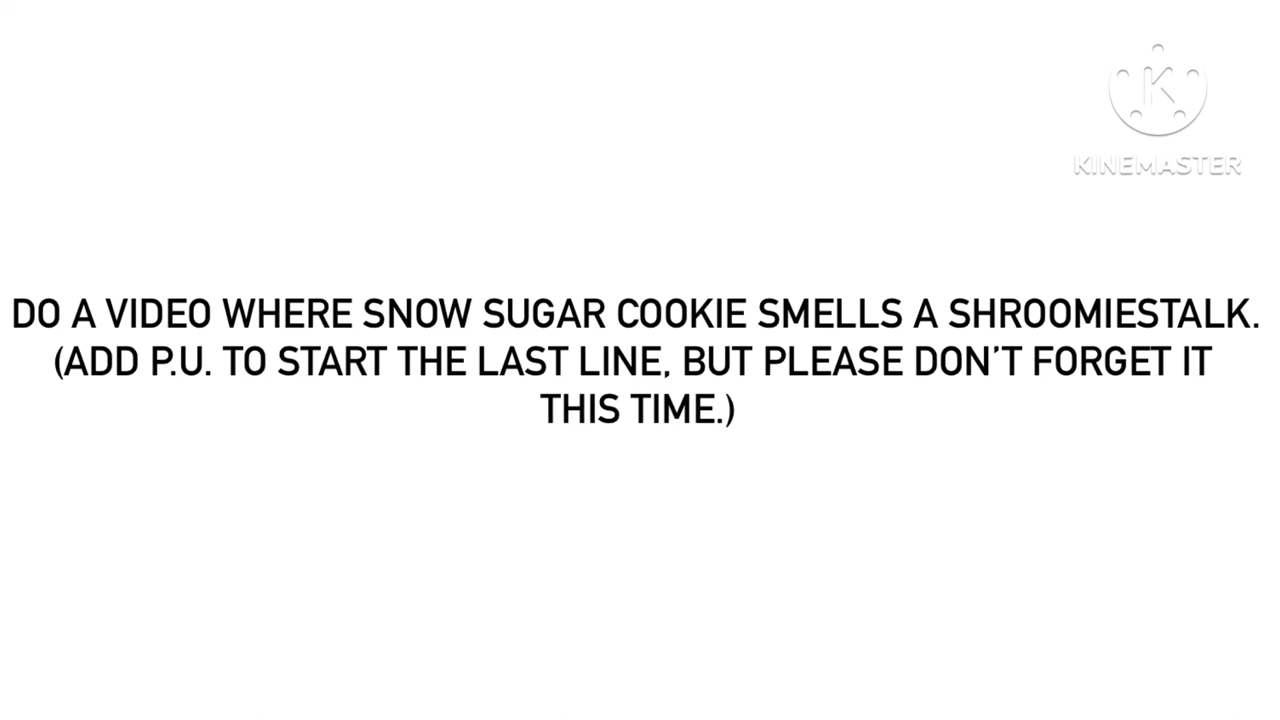 KINEMASTER
DO A VIDEO WHERE SNOW SUGAR COOKIE SMELLS A SHROOMIESTALK.
(ADD P.U. TO START THE LAST LINE, BUT PLEASE DON’T FORGET IT
THIS TIME.)